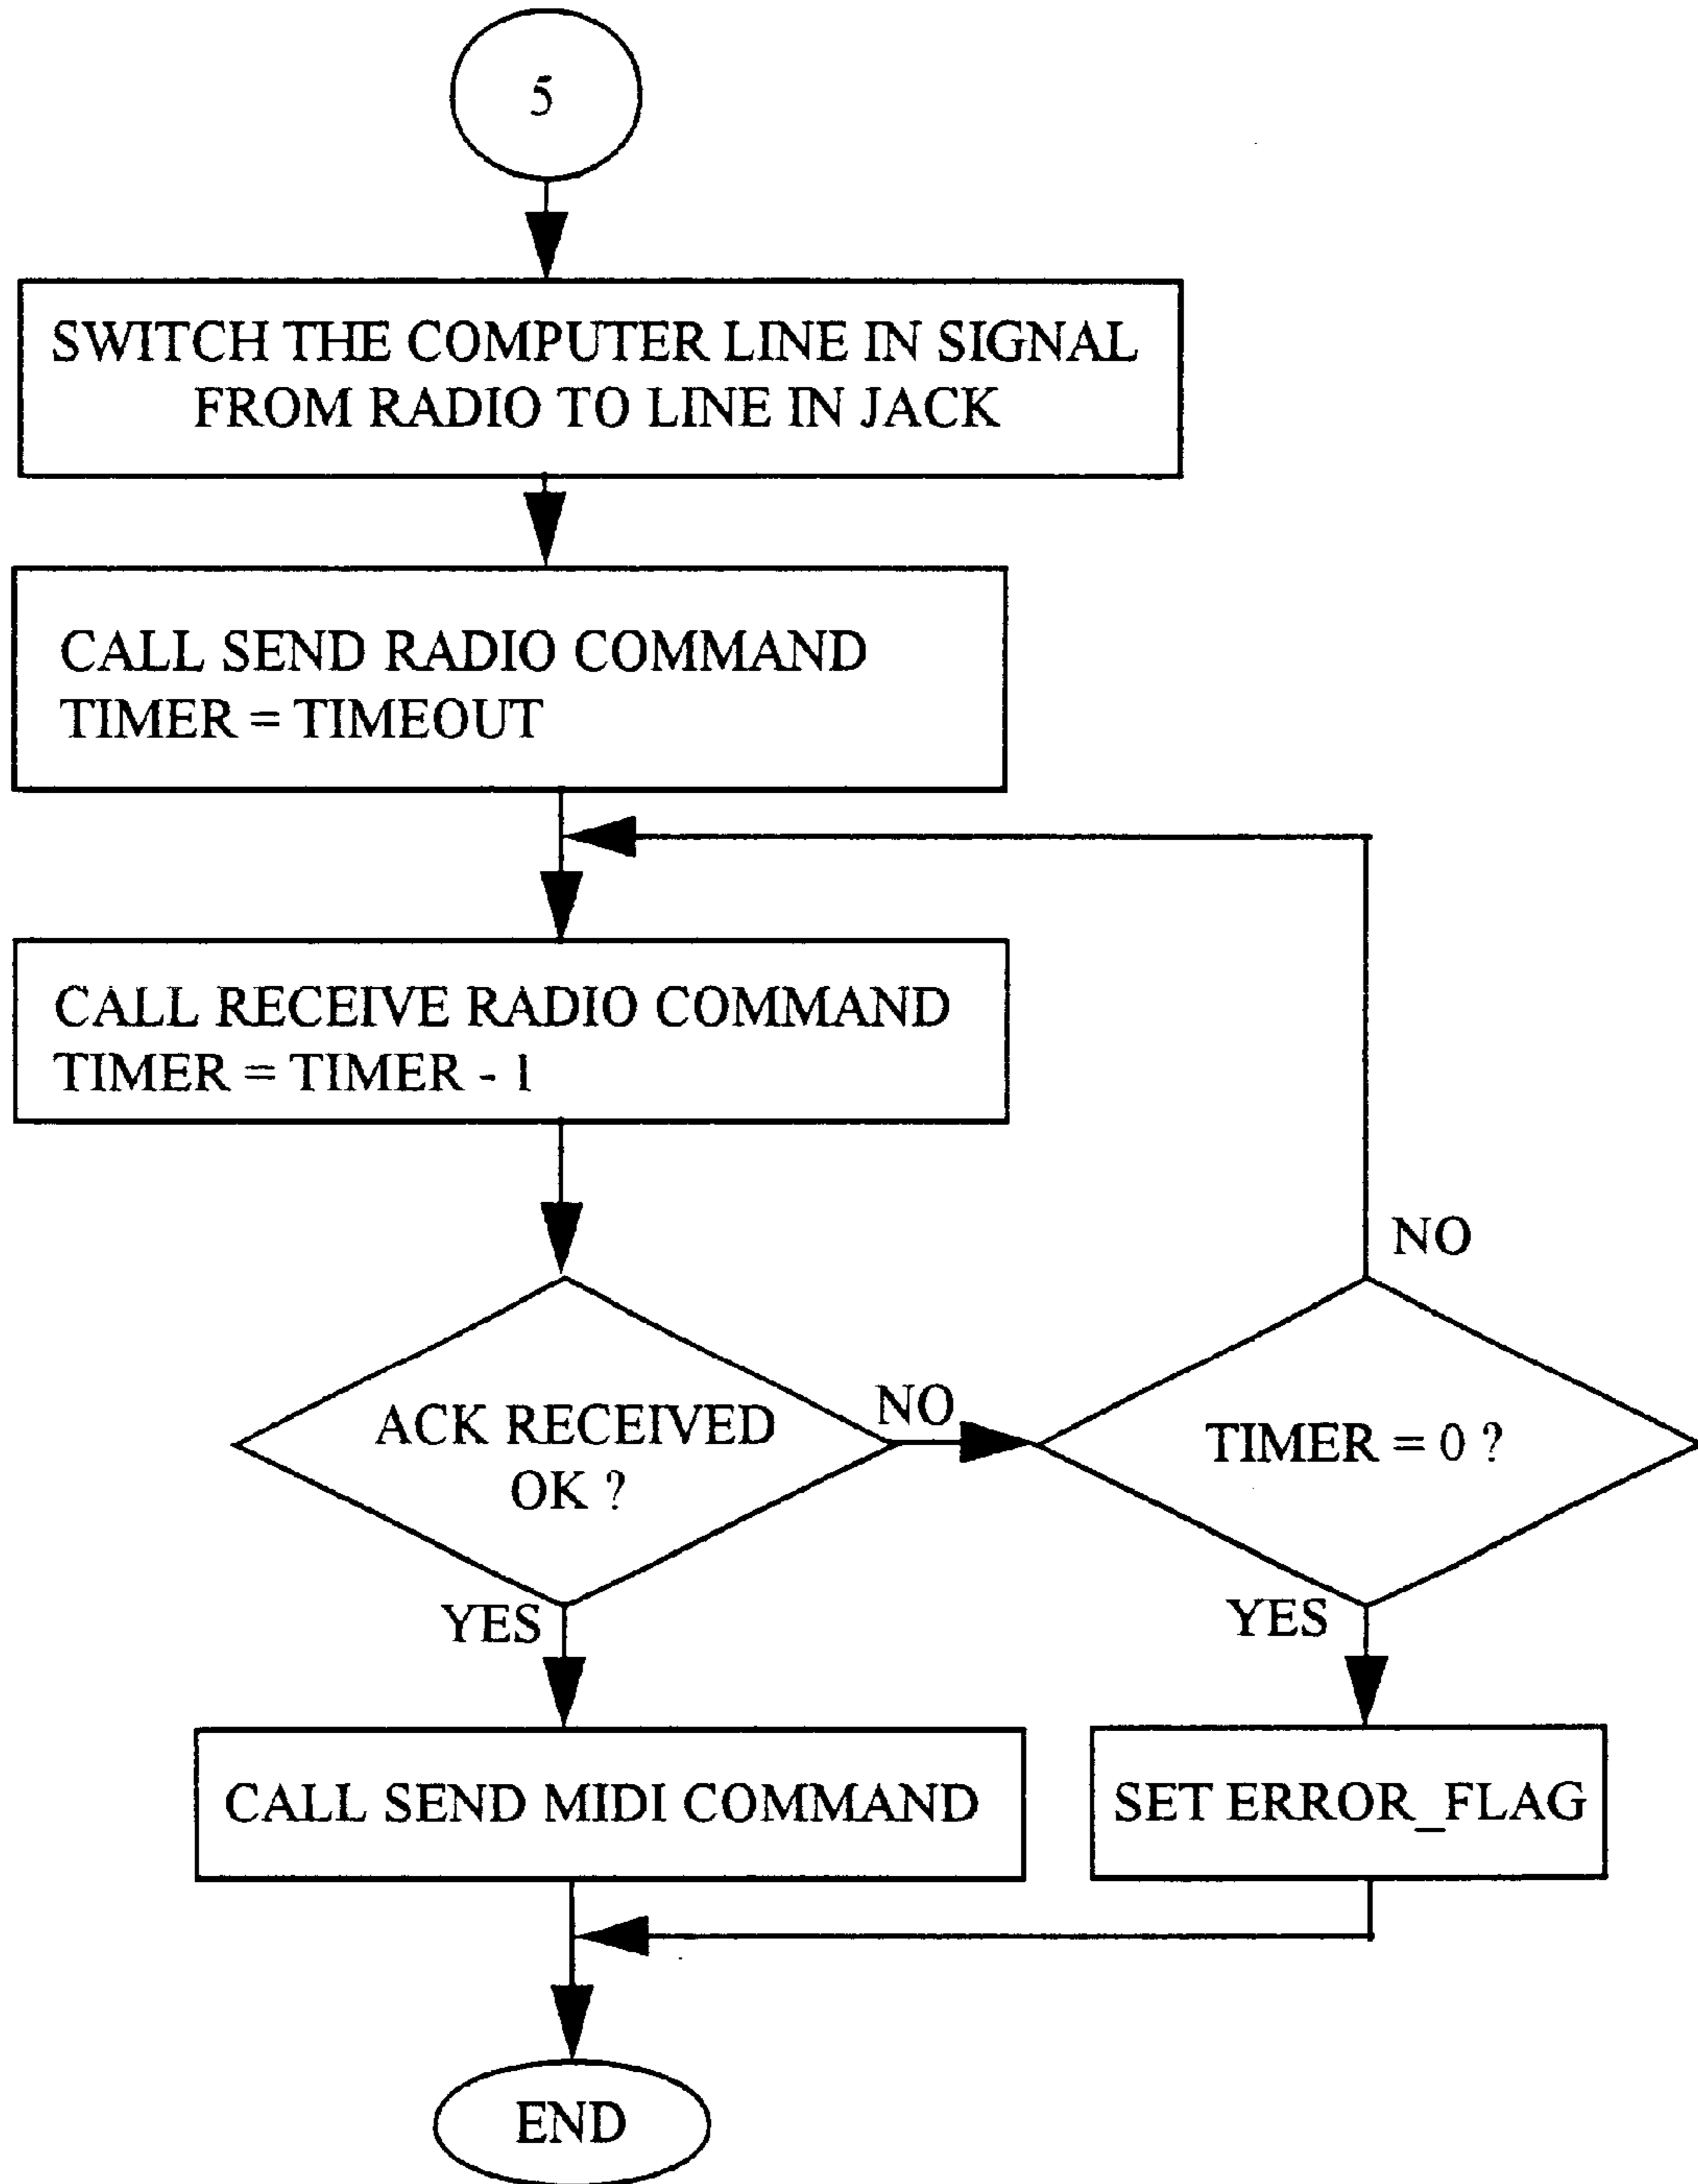 5
SWITCH THE COMPUTER LINE IN SIGNAL
FROM RADIO TO LINE IN JACK
CALL SEND RADIO COMMAND
TIMER = TIMEOUT
CALL RECEIVE RADIO COMMAND
TIMER = TIMER - 1
NO
ACK RECEIVED
OK ?
NO
TIMER = 0 ?
YES
YES
CALL SEND MIDI COMMAND
SET ERROR_FLAG
END